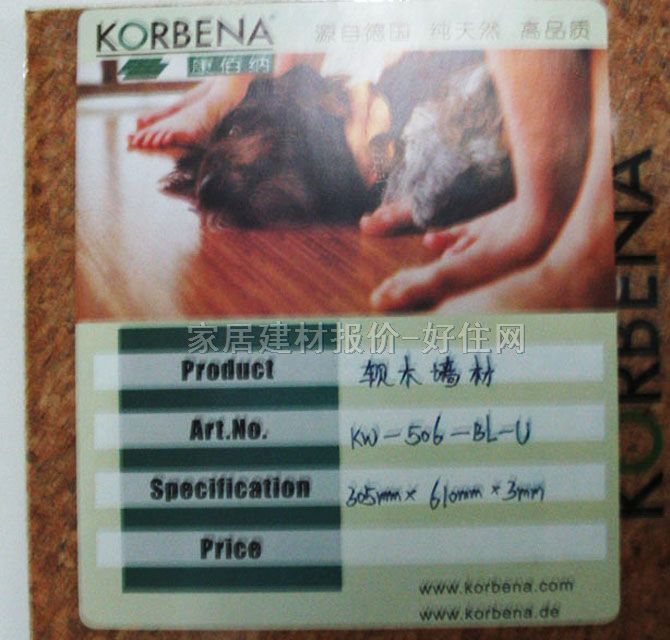 KORBENA
源自德国 纯天然 高品质
康佰纳
KORBENA
家居建材报价-好住网
Product 软木墙材
Art.No. KW-506-BL-U
Specification 305mm×610mm×3mm
Price
www.korbena.com
www.korbena.de